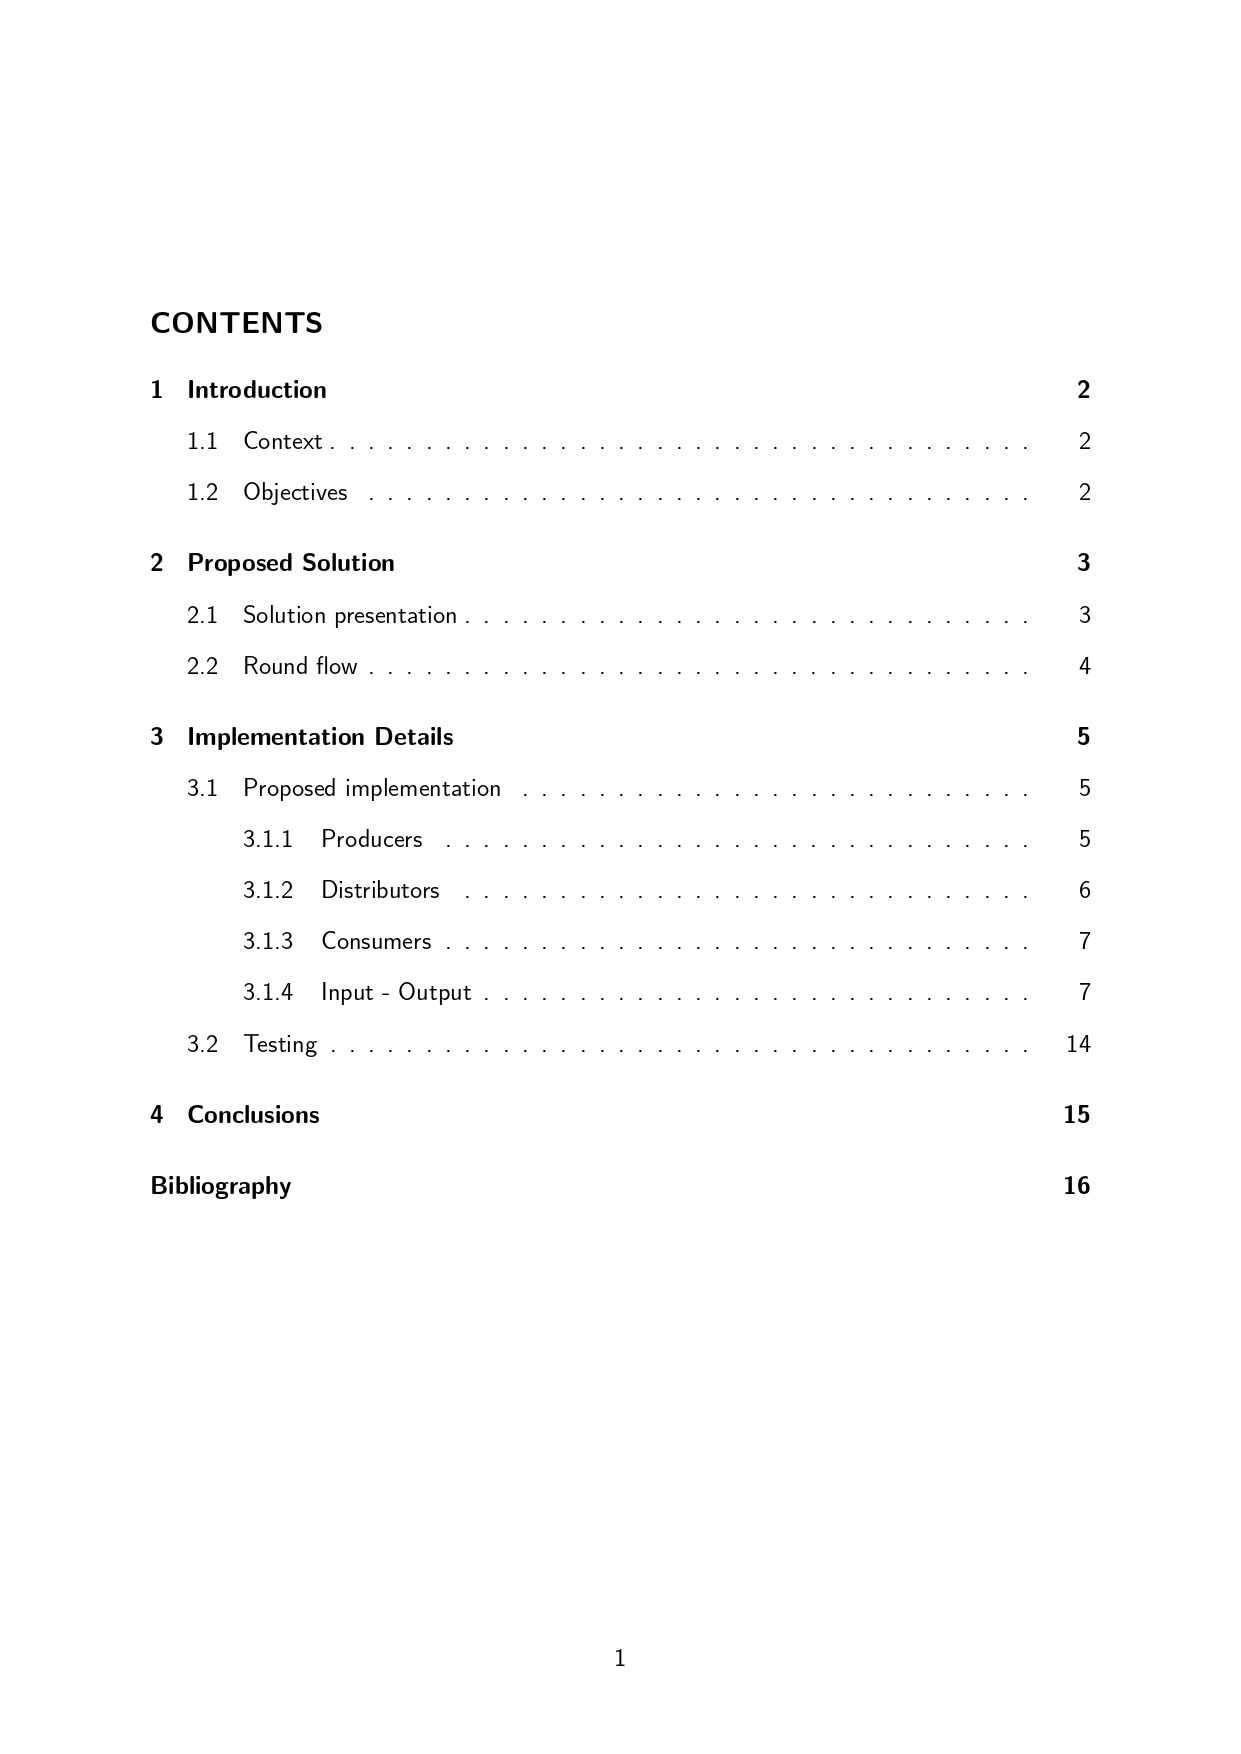 CONTENTS
1 Introduction 2
1.1 Context . . . . . . . . . . . . . . . . . . . . . . . . . . . . . . . . . . . . . 2
1.2 Objectives . . . . . . . . . . . . . . . . . . . . . . . . . . . . . . . . . . . 2
2 Proposed Solution 3
2.1 Solution presentation . . . . . . . . . . . . . . . . . . . . . . . . . . . . . . 3
2.2 Round flow . . . . . . . . . . . . . . . . . . . . . . . . . . . . . . . . . . . 4
3 Implementation Details 5
3.1 Proposed implementation . . . . . . . . . . . . . . . . . . . . . . . . . . . 5
3.1.1 Producers . . . . . . . . . . . . . . . . . . . . . . . . . . . . . . . 5
3.1.2 Distributors . . . . . . . . . . . . . . . . . . . . . . . . . . . . . . 6
3.1.3 Consumers . . . . . . . . . . . . . . . . . . . . . . . . . . . . . . . 7
3.1.4 Input - Output . . . . . . . . . . . . . . . . . . . . . . . . . . . . . 7
3.2 Testing . . . . . . . . . . . . . . . . . . . . . . . . . . . . . . . . . . . . . 14
4 Conclusions 15
Bibliography 16
1